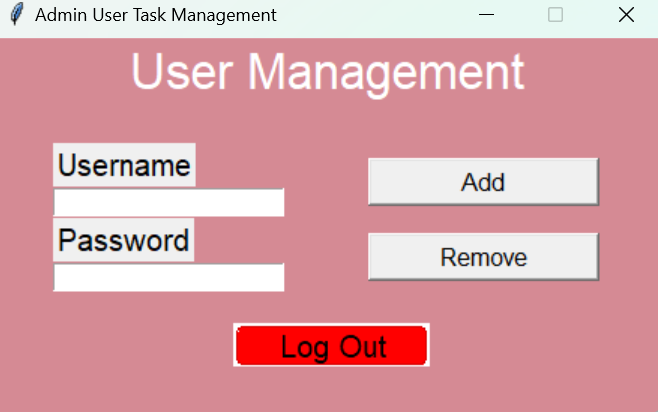 Admin User Task Management
User Management
Username
Password
Add
Remove
Log Out